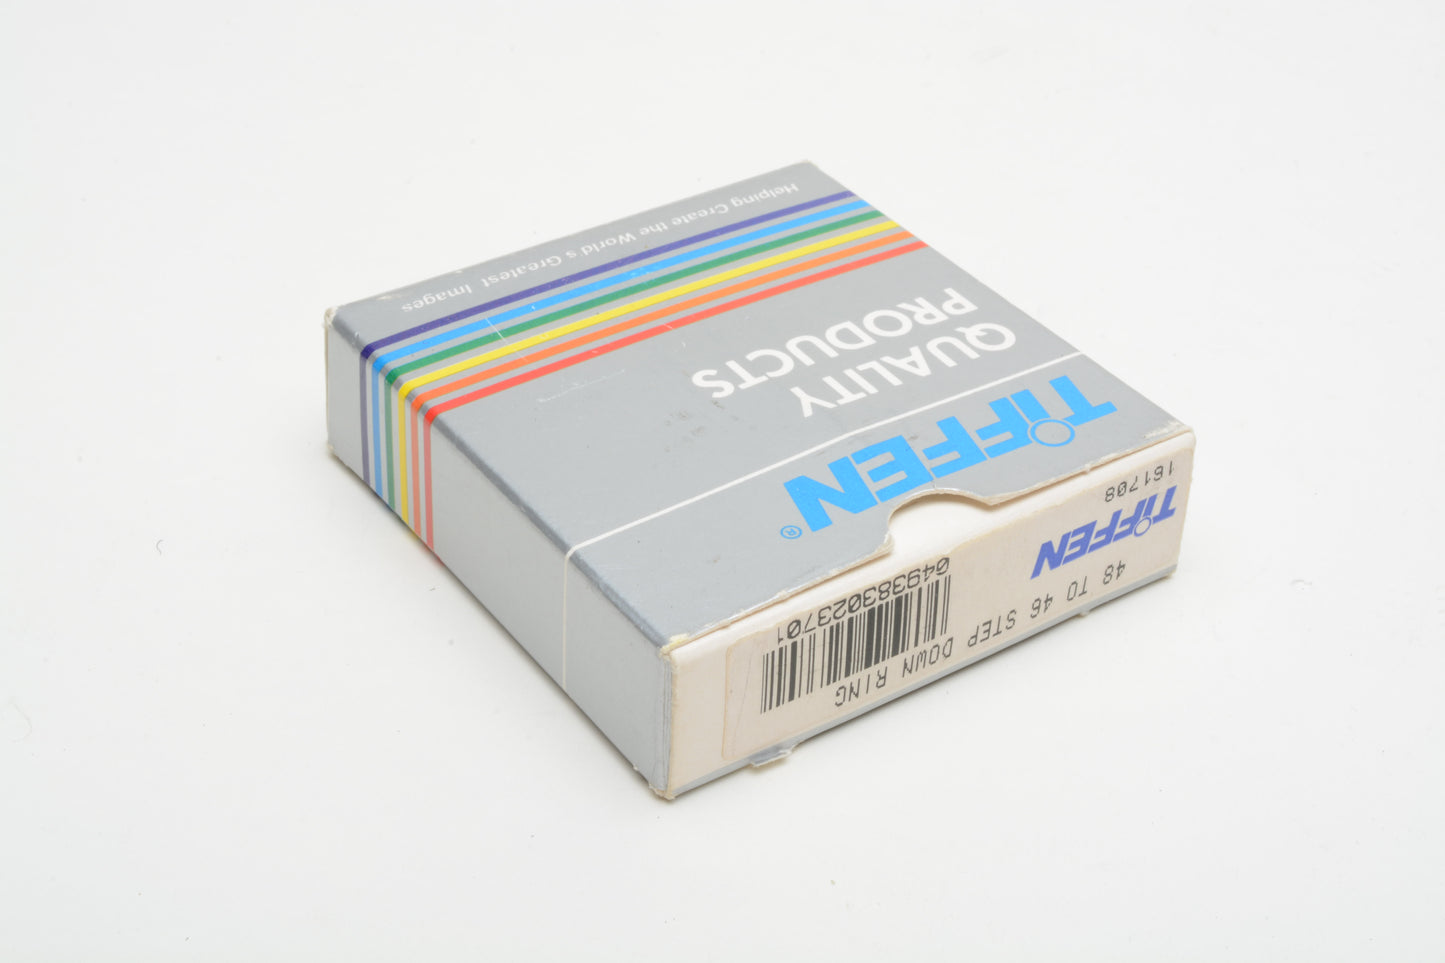 TIFFEN®
QUALITY
PRODUCTS
Helping Create the World's Greatest Images
161708
TIFFEN
48 TO 46 STEP DOWN RING
049383023701